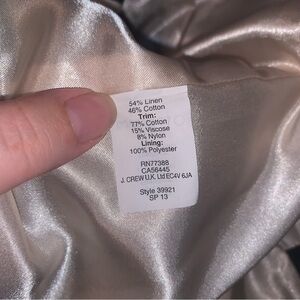 54% Linen
46% Cotton
Trim:
77% Cotton
15% Viscose
8% Nylon
Lining:
100% Polyester
RN77388
CA56445
J. CREW U.K. Ltd EC4V 6JA
Style 39921
SP 13